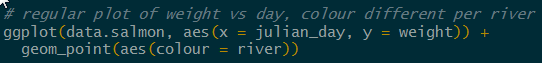 # regular plot of weight vs day, colour different per river
ggplot(data.salmon, aes(x = julian_day, y = weight)) +
  geom_point(aes(colour = river))